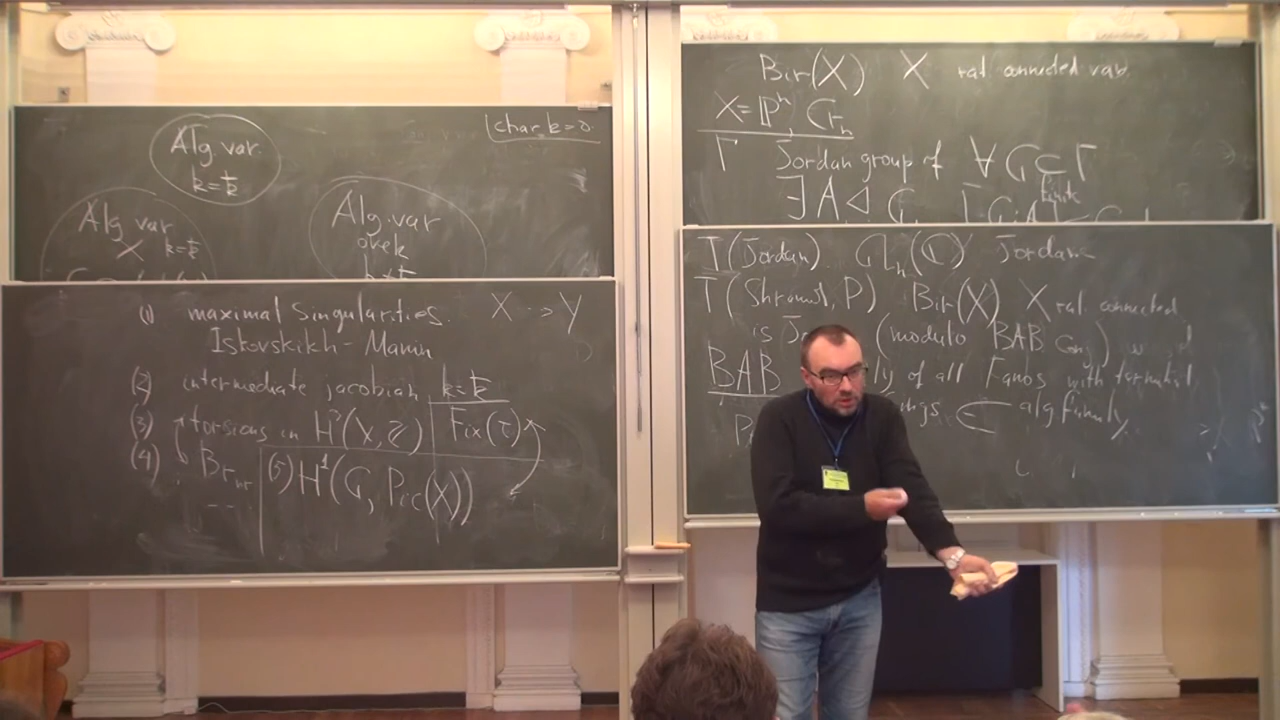 Alg. var.
k = k̅
char k = 0.
Alg var
X k = k̅
Alg. var
over k
k ≠ k̅
(1) maximal singularities. X ⇢ Y
Iskovskikh - Manin
(2) intermediate jacobian k = k̅
(3) torsions in H³(X, ℤ) Fix(τ)
(4) Br nr (5) H¹(G, Pic(X))
Bir(X) X rat. connected var.
X = ℙⁿ, Crₙ
Γ Jordan group if ∀ G ⊂ Γ
finite
∃ A ◁ G, [G:A] <
T (Jordan) GLₙ(ℂ) Jordan
T (Shramov, P) Bir(X) X rat. connected
is (modulo BAB conj)
BAB of all Fanos with terminal
∈ alg family.